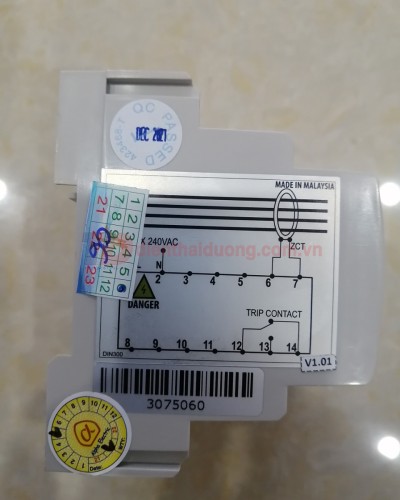 QC PASSED
DEC 2021
MADE IN MALAYSIA
X 240VAC
ZCT
N
2 3 4 5 6 7
DANGER
TRIP CONTACT
8 9 10 11 12 13 14
DIN300
V1.01
3075060
1 2 3 4 5
7 8 9 10 11 12
21 23